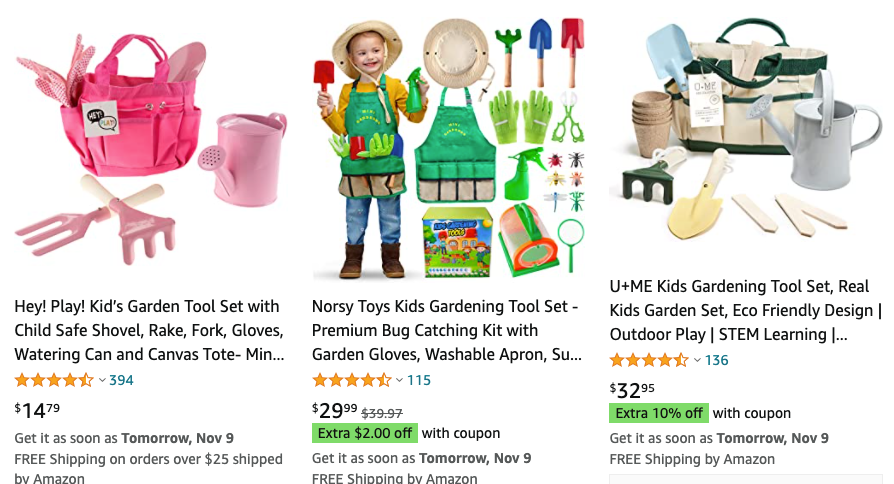 HEY!
PLAY!
Hey! Play! Kid's Garden Tool Set with
Child Safe Shovel, Rake, Fork, Gloves,
Watering Can and Canvas Tote- Min...
394
$14 79
Get it as soon as Tomorrow, Nov 9
FREE Shipping on orders over $25 shipped
by Amazon
KIDS GARDENING
TOOLS
Norsy Toys Kids Gardening Tool Set -
Premium Bug Catching Kit with
Garden Gloves, Washable Apron, Su...
115
$29 99 $39.97
Extra $2.00 off with coupon
Get it as soon as Tomorrow, Nov 9
FREE Shipping by Amazon
U+ME
U+ME Kids Gardening Tool Set, Real
Kids Garden Set, Eco Friendly Design |
Outdoor Play | STEM Learning |...
136
$32 95
Extra 10% off with coupon
Get it as soon as Tomorrow, Nov 9
FREE Shipping by Amazon